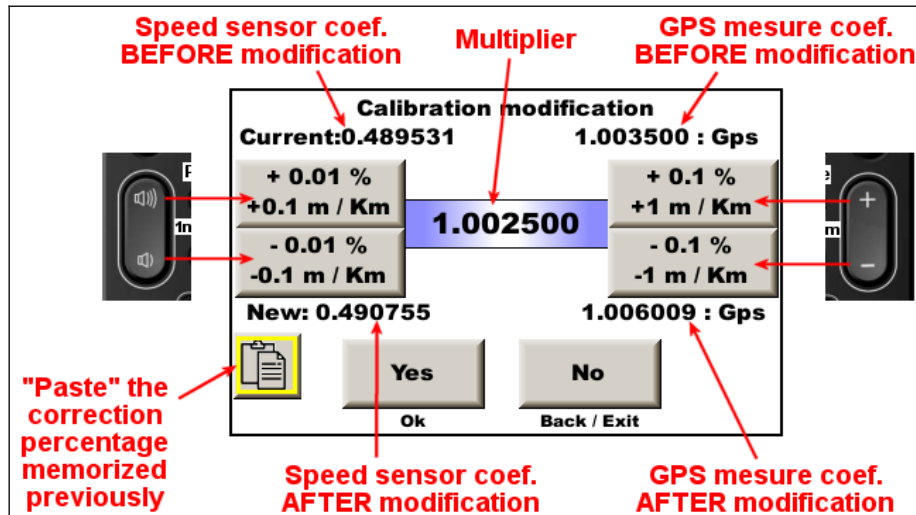 Speed sensor coef.
BEFORE modification
Multiplier
GPS mesure coef.
BEFORE modification
Calibration modification
Current:0.489531
1.003500 : Gps
+ 0.01 %
+0.1 m / Km
+ 0.1 %
+1 m / Km
1.002500
- 0.01 %
-0.1 m / Km
- 0.1 %
-1 m / Km
New: 0.490755
1.006009 : Gps
Yes
No
Ok
Back / Exit
"Paste" the
correction
percentage
memorized
previously
Speed sensor coef.
AFTER modification
GPS mesure coef.
AFTER modification
+
−